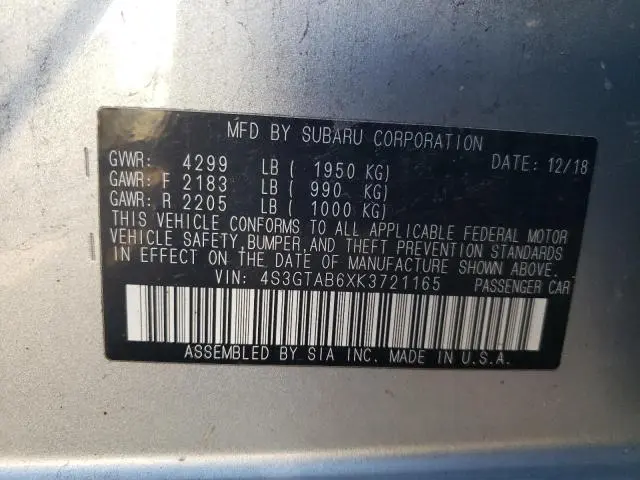 MFD BY SUBARU CORPORATION
GVWR: 4299 LB ( 1950 KG) DATE: 12/18
GAWR: F 2183 LB ( 990 KG)
GAWR: R 2205 LB ( 1000 KG)
THIS VEHICLE CONFORMS TO ALL APPLICABLE FEDERAL MOTOR
VEHICLE SAFETY, BUMPER, AND THEFT PREVENTION STANDARDS
IN EFFECT ON THE DATE OF MANUFACTURE SHOWN ABOVE.
VIN: 4S3GTAB6XK3721165 PASSENGER CAR
ASSEMBLED BY SIA INC. MADE IN U.S.A.